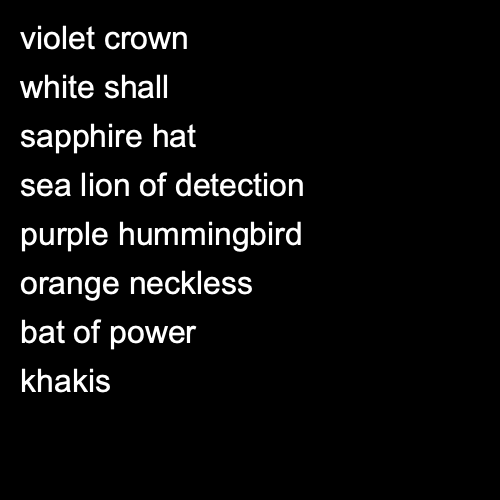 violet crown
white shall
sapphire hat
sea lion of detection
purple hummingbird
orange neckless
bat of power
khakis